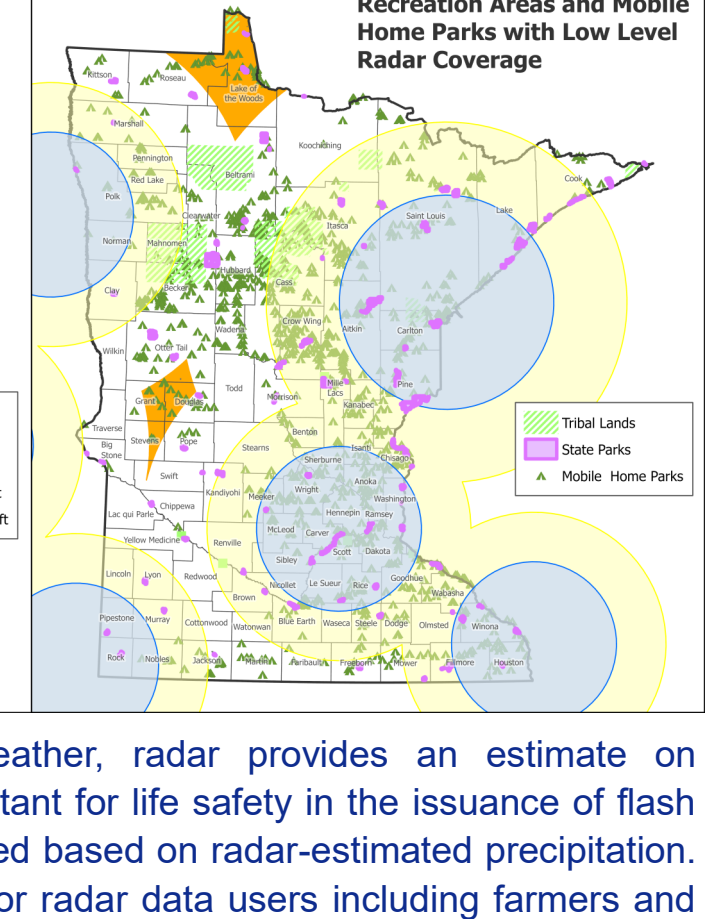 Recreation Areas and Mobile
Home Parks with Low Level
Radar Coverage
Kittson
Roseau
Lake of
the Woods
Marshall
Koochiching
Pennington
Beltrami
Red Lake
Cook
Polk
Clearwater
Saint Louis
Lake
Itasca
Norman
Mahnomen
Hubbard
Cass
Clay
Becker
Crow Wing
Aitkin
Carlton
Wadena
Wilkin
Otter Tail
Todd
Mille
Lacs
Pine
Grant
Douglas
Morrison
Kanabec
Traverse
Stevens
Pope
Benton
Big
Stone
Stearns
Isanti
Sherburne
Chisago
Swift
Anoka
Kandiyohi
Meeker
Wright
Washington
Chippewa
Lac qui Parle
Hennepin
Ramsey
McLeod
Carver
Yellow Medicine
Renville
Scott
Dakota
Sibley
Lincoln
Lyon
Redwood
Nicollet
Le Sueur
Rice
Goodhue
Brown
Wabasha
Pipestone
Murray
Cottonwood
Watonwan
Blue Earth
Waseca
Steele
Dodge
Olmsted
Winona
Rock
Nobles
Jackson
Martin
Faribault
Freeborn
Mower
Fillmore
Houston
Tribal Lands
State Parks
Mobile Home Parks
t
ft
eather, radar provides an estimate on
tant for life safety in the issuance of flash
ed based on radar-estimated precipitation.
or radar data users including farmers and